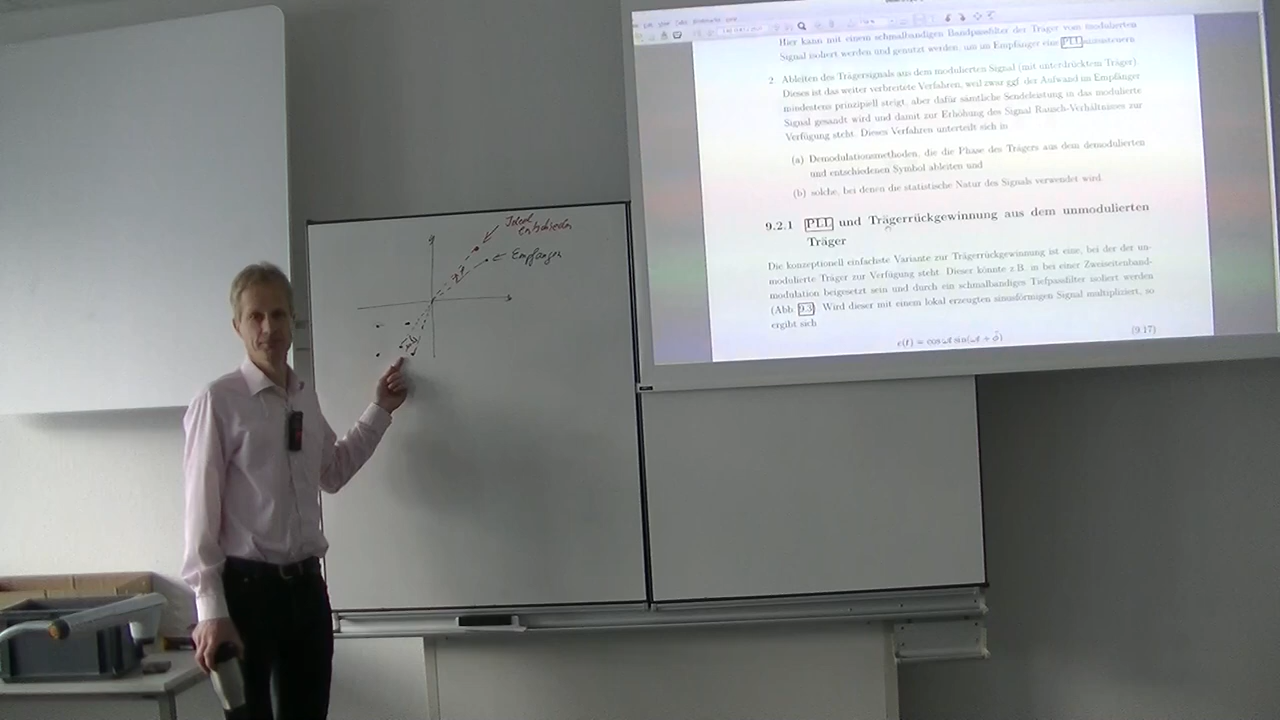 Ideal
entschieden
Empfangen
Hier kann mit einem schmalbandigen Bandpassfilter der Träger vom modulierten
Signal isoliert werden und genutzt werden, um im Empfänger eine PLL anzusteuern
2. Ableiten des Trägersignals aus dem modulierten Signal (mit unterdrücktem Träger)
Dieses ist das weiter verbreitete Verfahren, weil zwar ggf. der Aufwand im Empfänger
mindestens prinzipiell steigt, aber dafür sämtliche Sendeleistung in das modulierte
Signal gesandt wird und damit zur Erhöhung des Signal Rausch-Verhältnisses zur
Verfügung steht. Dieses Verfahren unterteilt sich in
(a) Demodulationsmethoden, die die Phase des Trägers aus dem demodulierten
und entschiedenen Symbol ableiten und
(b) solche, bei denen die statistische Natur des Signals verwendet wird.
9.2.1 PLL und Trägerrückgewinnung aus dem unmodulierten
Träger
Die konzeptionell einfachste Variante zur Trägerrückgewinnung ist eine, bei der der un-
modulierte Träger zur Verfügung steht. Dieser könnte z.B. in bei einer Zweiseitenband-
modulation beigesetzt sein und durch ein schmalbandiges Tiefpassfilter isoliert werden
(Abb. 9.3). Wird dieser mit einem lokal erzeugten sinusförmigen Signal multipliziert, so
ergibt sich
e(t) = cos ωt sin(ωt + φ̂) (9.17)